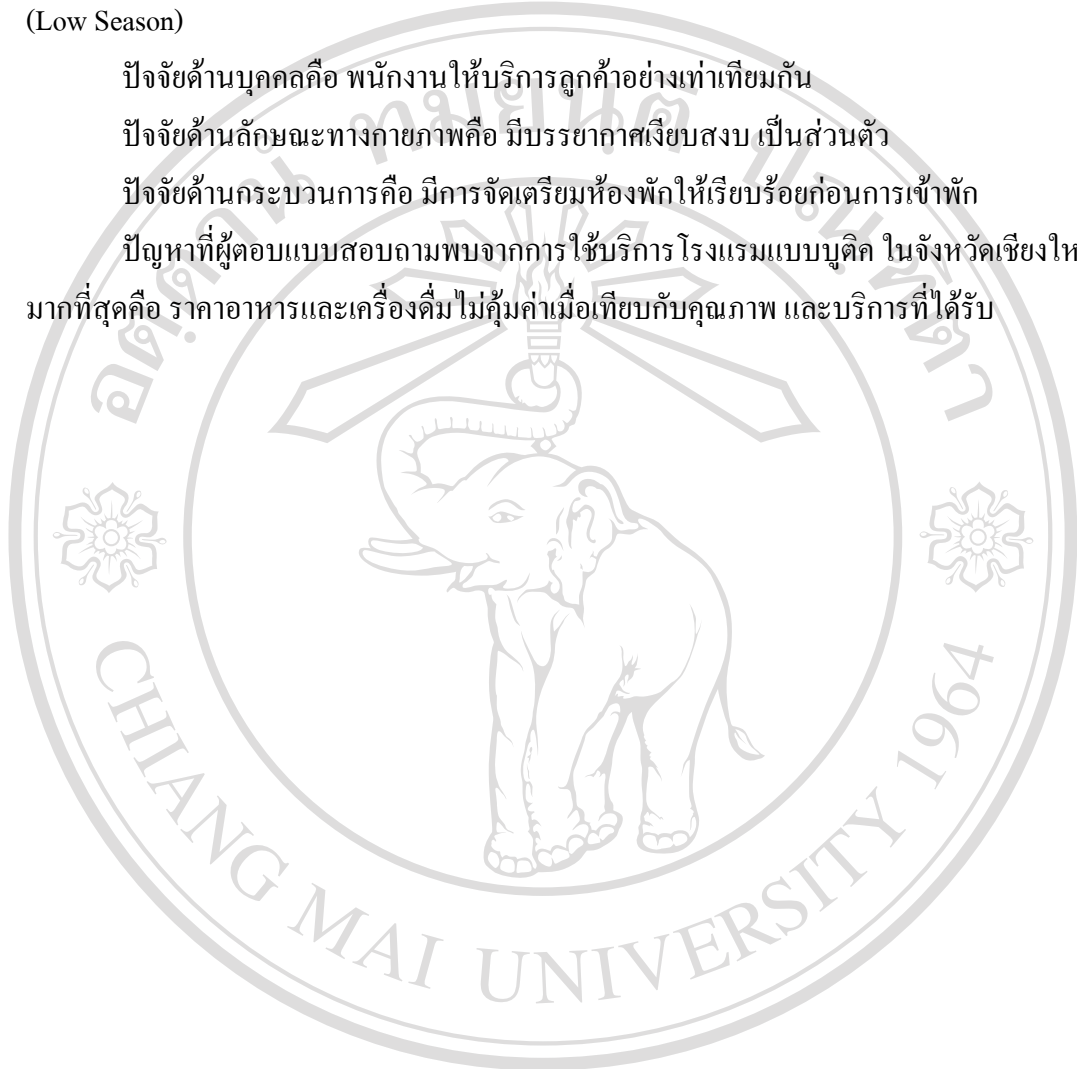 (Low Season)
ปัจจัยด้านบุคคลคือ พนักงานให้บริการลูกค้าอย่างเท่าเทียมกัน
ปัจจัยด้านลักษณะทางกายภาพคือ มีบรรยากาศเงียบสงบ เป็นส่วนตัว
ปัจจัยด้านกระบวนการคือ มีการจัดเตรียมห้องพักให้เรียบร้อยก่อนการเข้าพัก
ปัญหาที่ผู้ตอบแบบสอบถามพบจากการใช้บริการโรงแรมแบบบูติค ในจังหวัดเชียงให
มากที่สุดคือ ราคาอาหารและเครื่องดื่มไม่คุ้มค่าเมื่อเทียบกับคุณภาพ และบริการที่ได้รับ
อตฺตานํ ทมยนฺติ ปณฺฑิตา
CHIANG MAI UNIVERSITY 1964